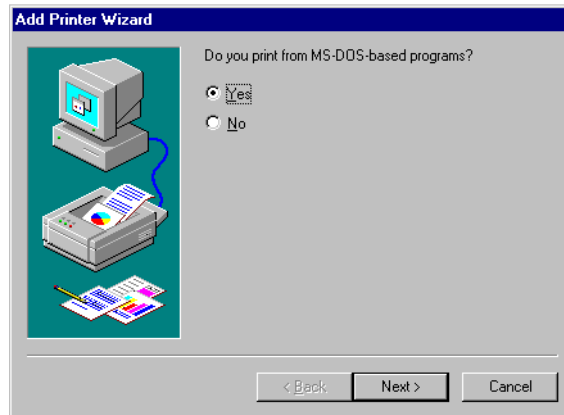 Add Printer Wizard
Do you print from MS-DOS-based programs?
Yes
No
< Back
Next >
Cancel